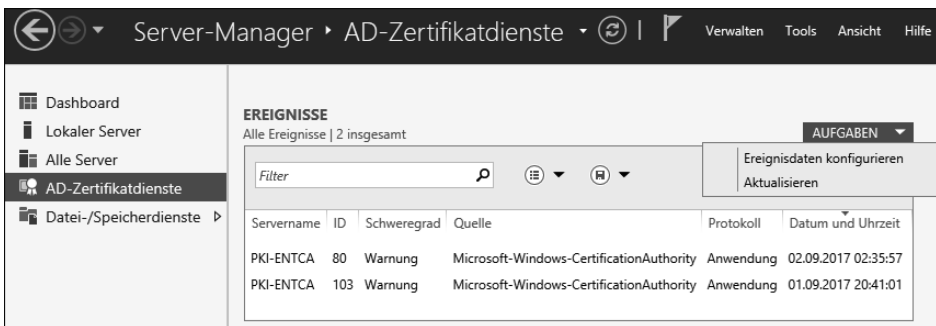 Server-Manager ‣ AD-Zertifikatdienste
Verwalten Tools Ansicht Hilfe
Dashboard
Lokaler Server
Alle Server
AD-Zertifikatdienste
Datei-/Speicherdienste
EREIGNISSE
Alle Ereignisse | 2 insgesamt
AUFGABEN
Ereignisdaten konfigurieren
Aktualisieren
Filter
Servername ID Schweregrad Quelle Protokoll Datum und Uhrzeit
PKI-ENTCA 80 Warnung Microsoft-Windows-CertificationAuthority Anwendung 02.09.2017 02:35:57
PKI-ENTCA 103 Warnung Microsoft-Windows-CertificationAuthority Anwendung 01.09.2017 20:41:01